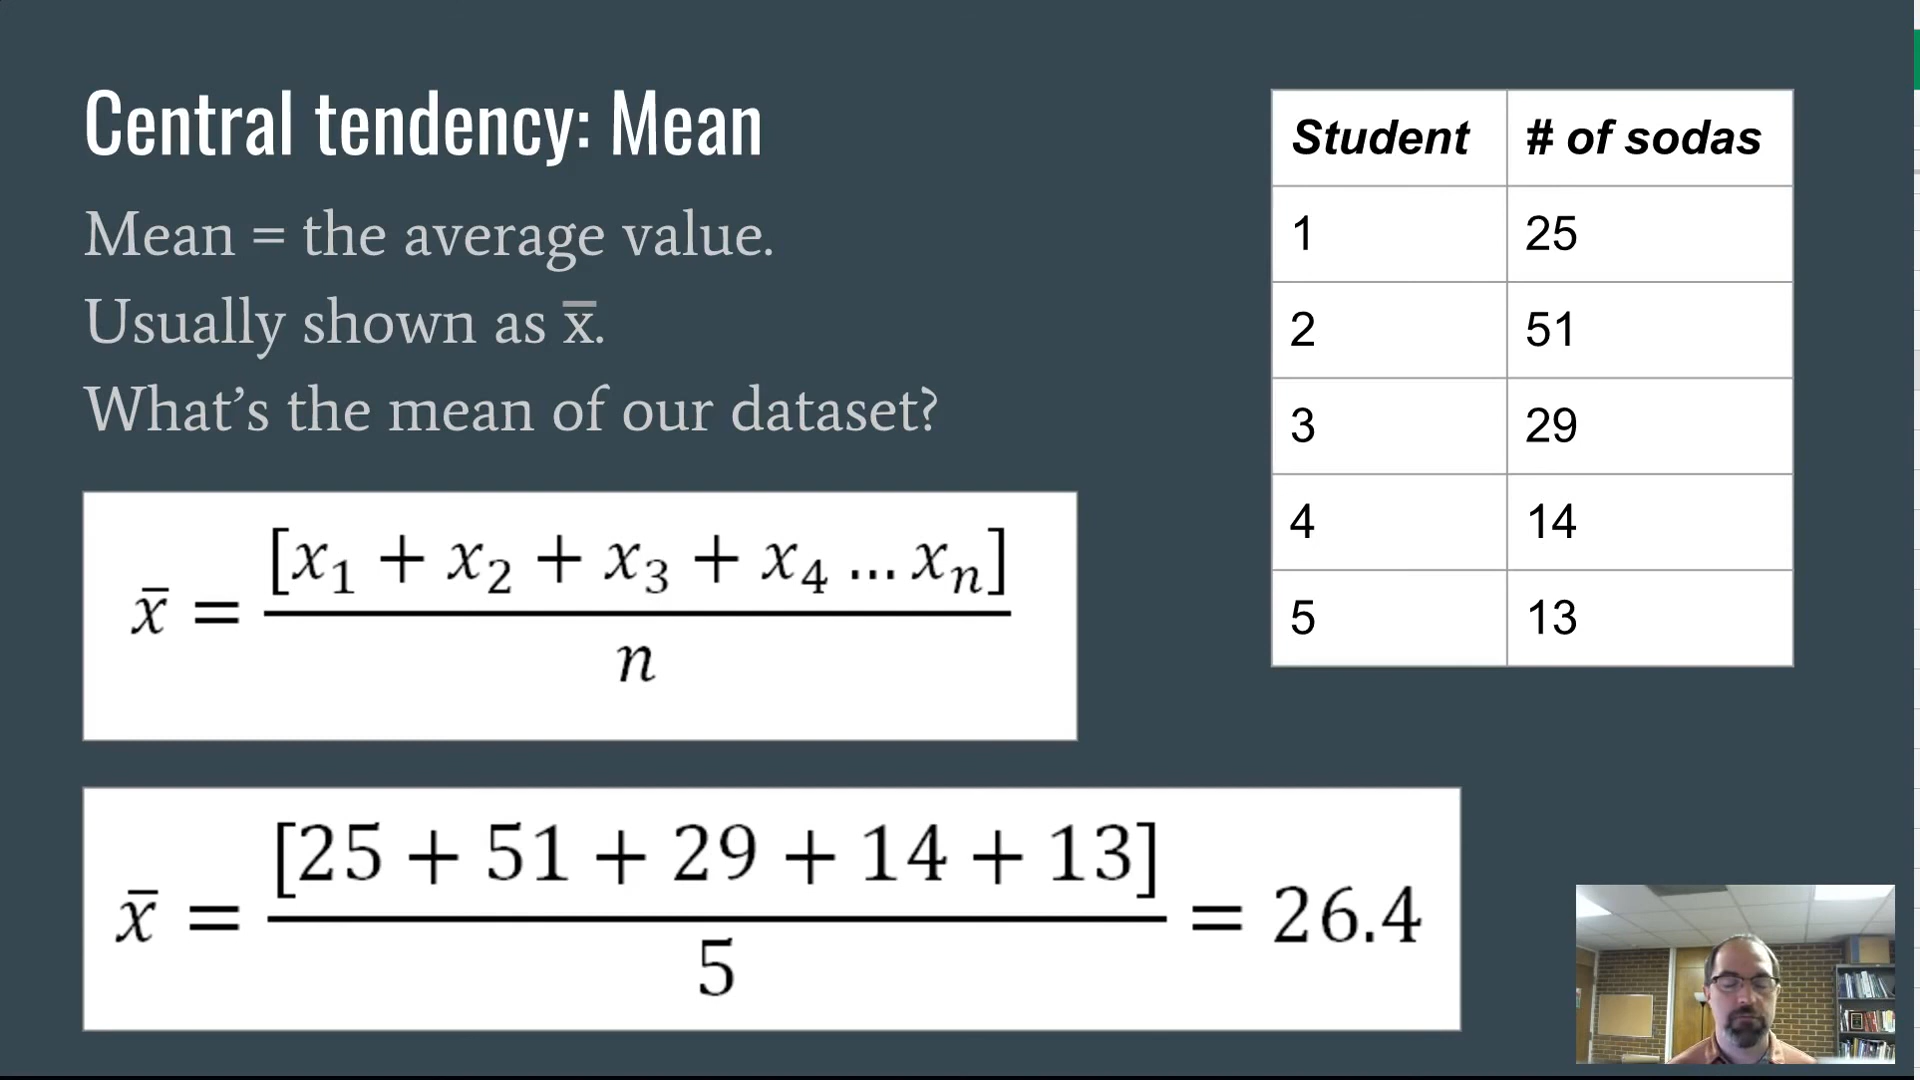 Central tendency: Mean
Mean = the average value.
Usually shown as x̅.
What’s the mean of our dataset?
x̅ = [x₁ + x₂ + x₃ + x₄ … xₙ] / n
x̅ = [25 + 51 + 29 + 14 + 13] / 5 = 26.4
Student # of sodas
1 25
2 51
3 29
4 14
5 13